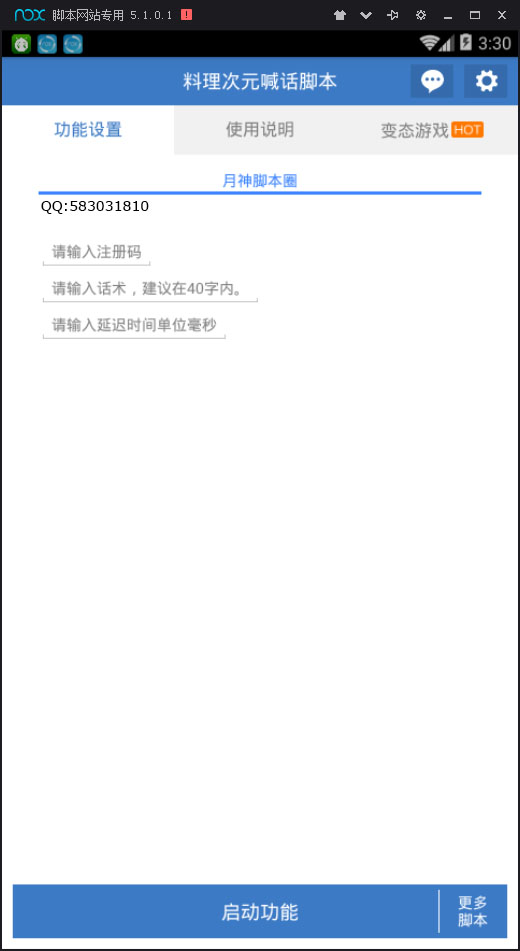 nox 脚本网站专用 5.1.0.1
3:30
料理次元喊话脚本
功能设置 使用说明 变态游戏 HOT
月神脚本圈
QQ:583031810
请输入注册码
请输入话术，建议在40字内。
请输入延迟时间单位毫秒
启动功能 更多
脚本